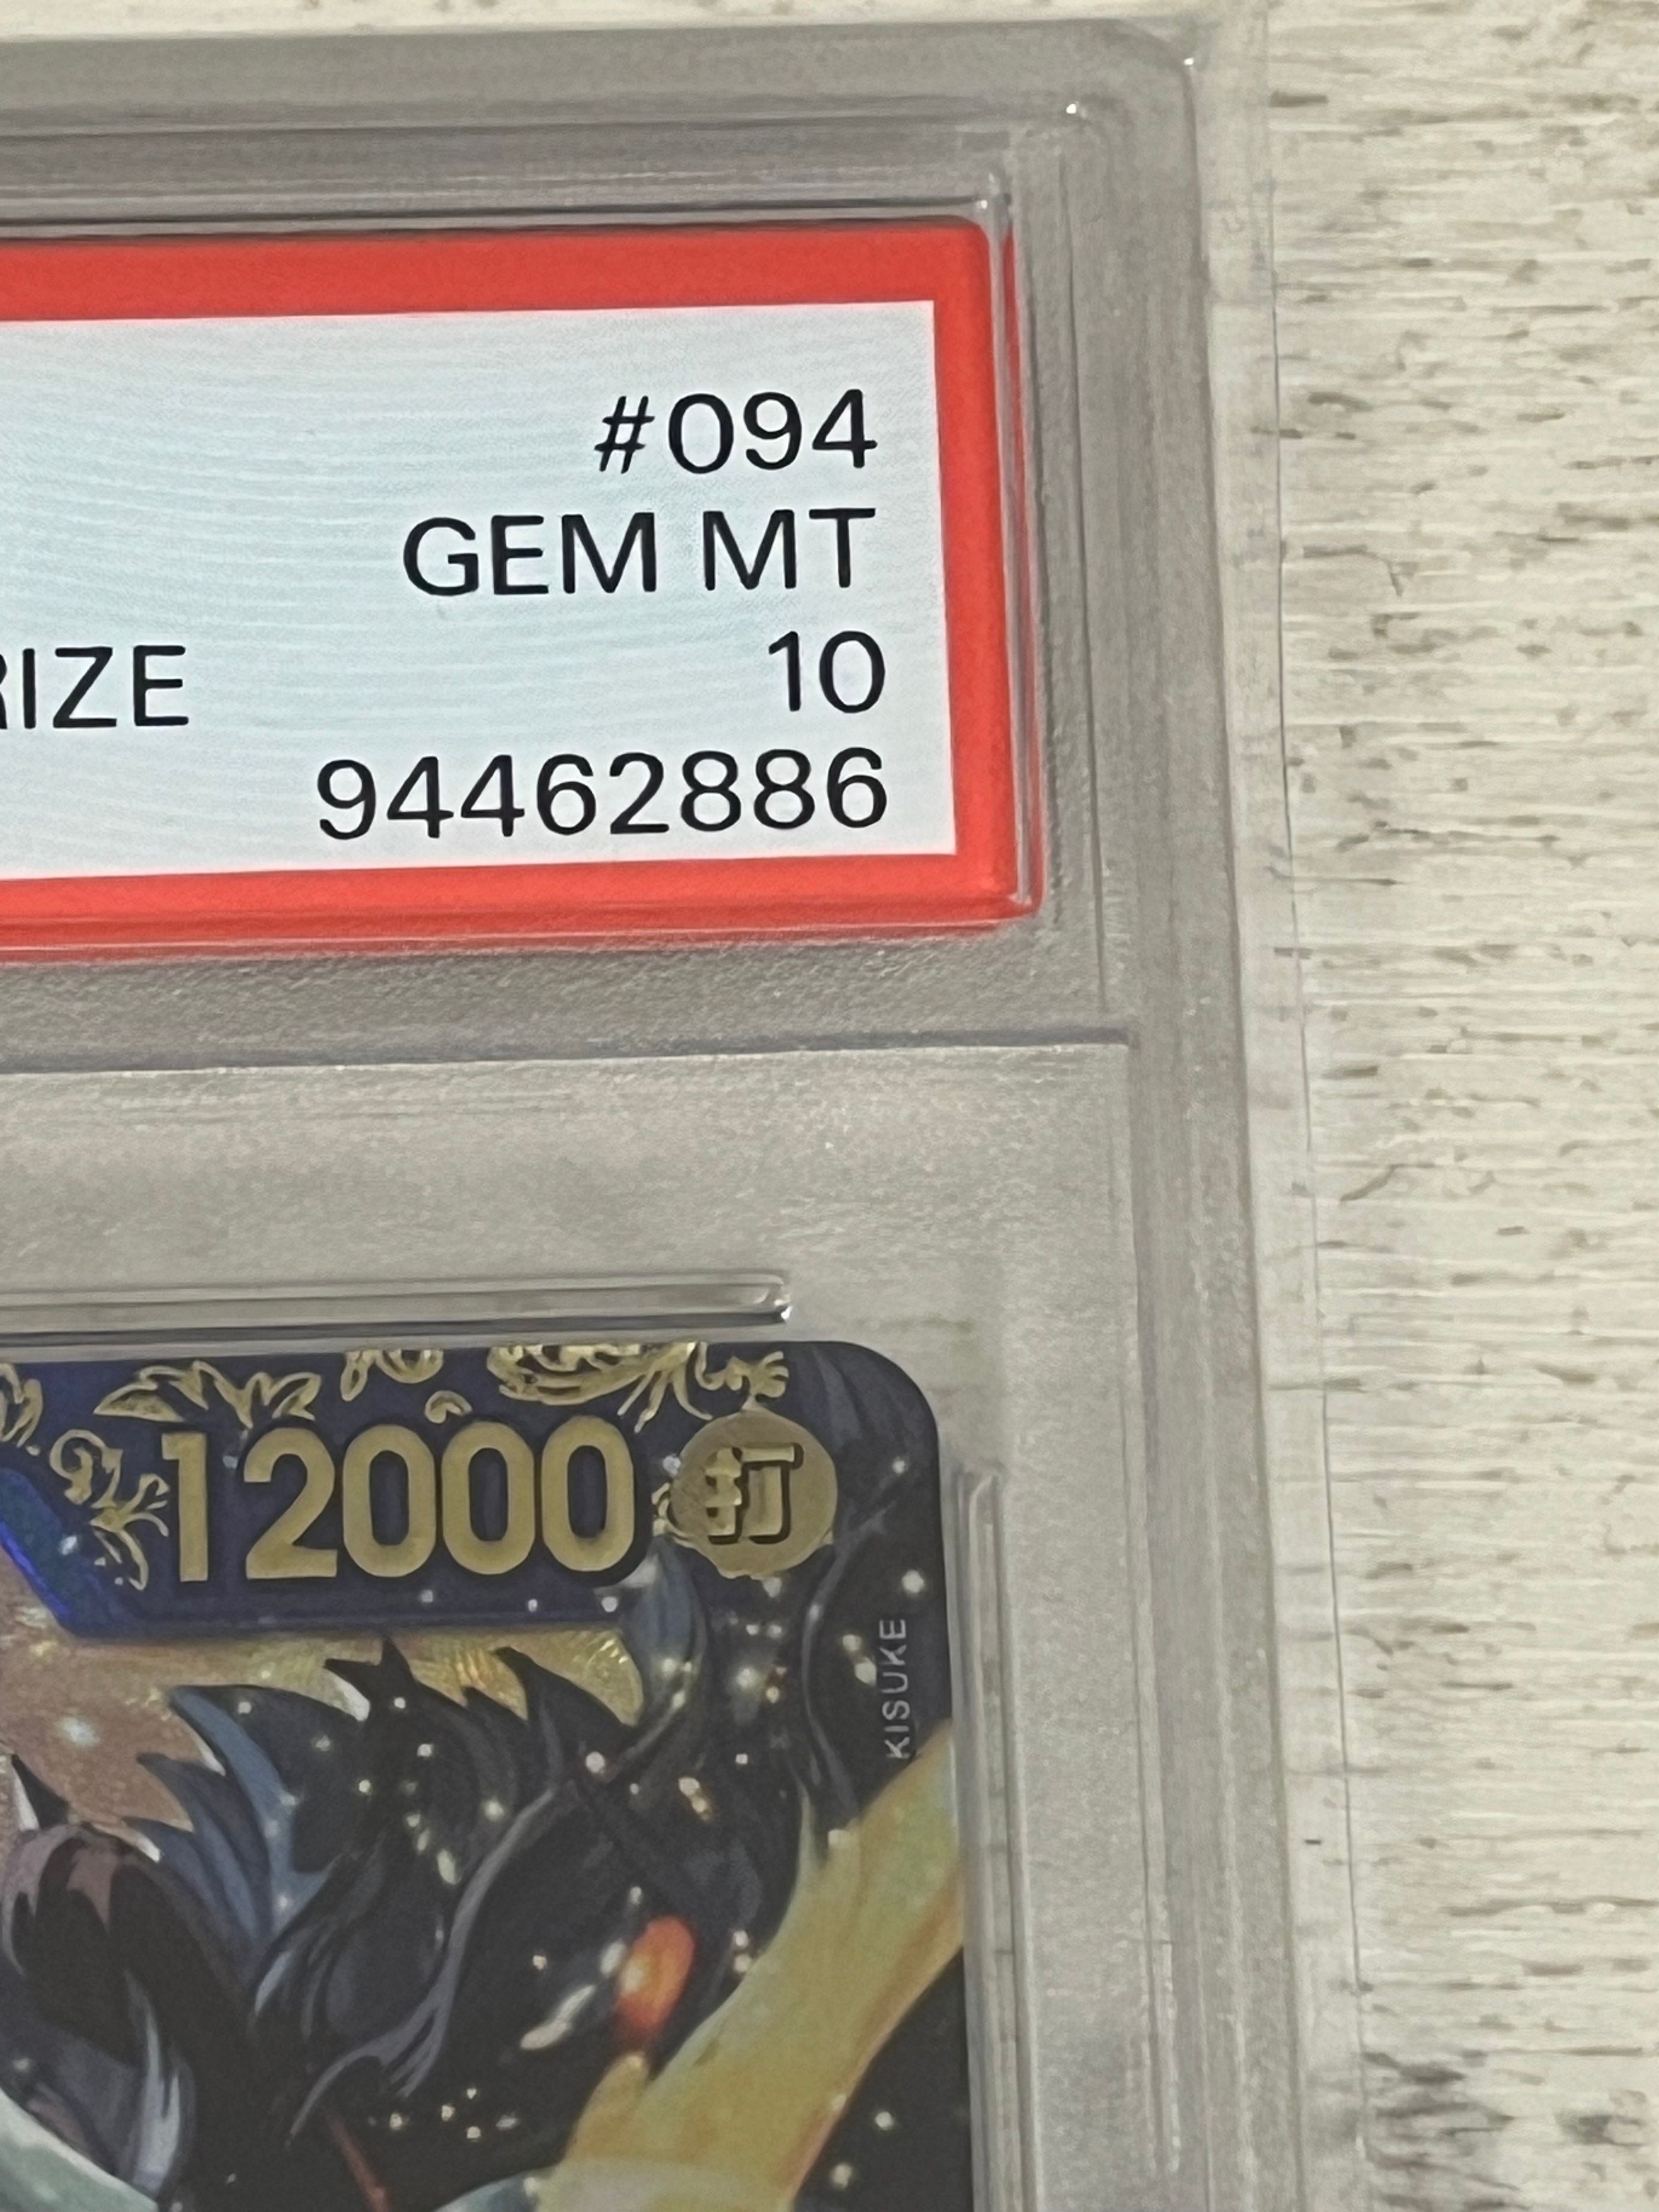 #094
GEM MT
RIZE 10
94462886
12000 打
KISUKE